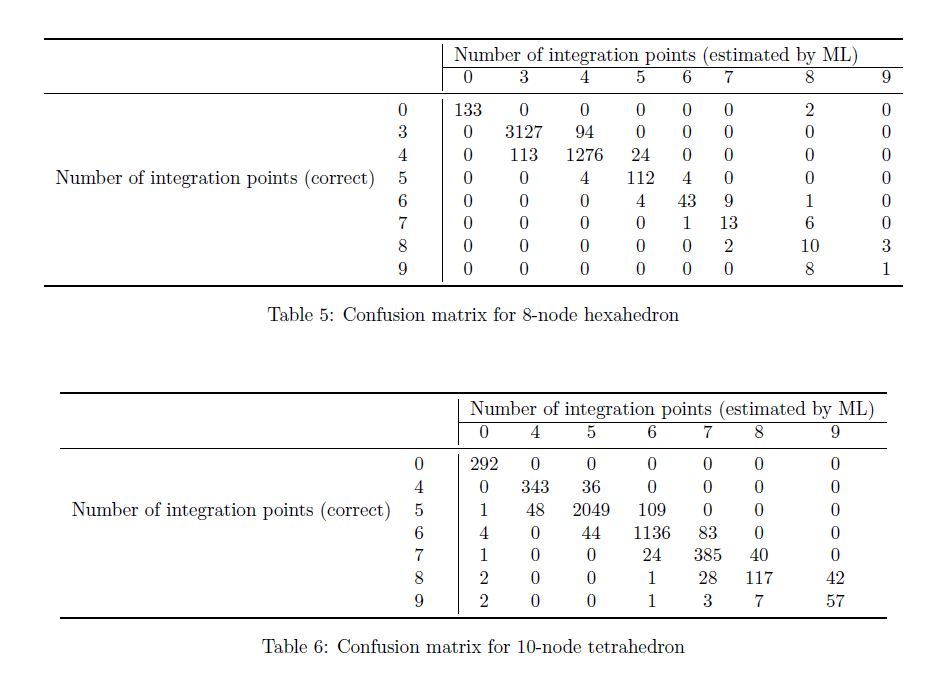 Number of integration points (estimated by ML)
0 3 4 5 6 7 8 9
0 133 0 0 0 0 0 2 0
3 0 3127 94 0 0 0 0 0
4 0 113 1276 24 0 0 0 0
Number of integration points (correct) 5 0 0 4 112 4 0 0 0
6 0 0 0 4 43 9 1 0
7 0 0 0 0 1 13 6 0
8 0 0 0 0 0 2 10 3
9 0 0 0 0 0 0 8 1
Table 5: Confusion matrix for 8-node hexahedron
Number of integration points (estimated by ML)
0 4 5 6 7 8 9
0 292 0 0 0 0 0 0
4 0 343 36 0 0 0 0
Number of integration points (correct) 5 1 48 2049 109 0 0 0
6 4 0 44 1136 83 0 0
7 1 0 0 24 385 40 0
8 2 0 0 1 28 117 42
9 2 0 0 1 3 7 57
Table 6: Confusion matrix for 10-node tetrahedron